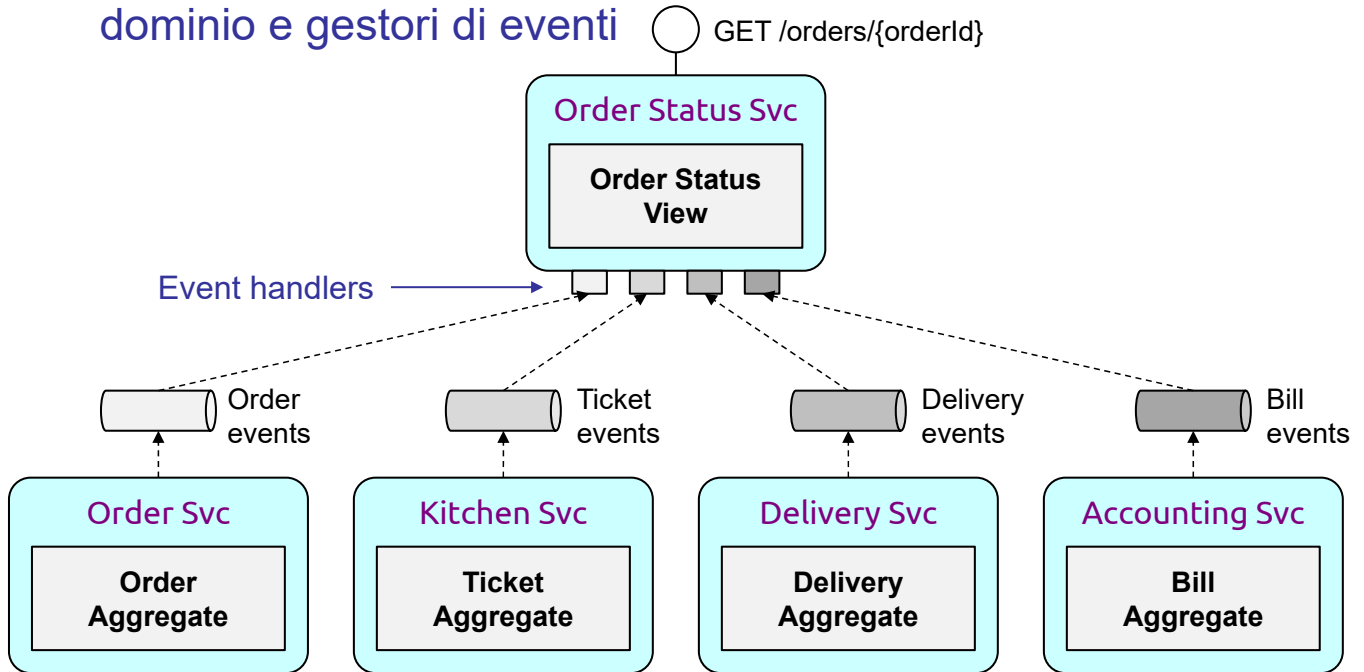 dominio e gestori di eventi
GET /orders/{orderId}
Order Status Svc
Order Status
View
Event handlers
Order
events
Ticket
events
Delivery
events
Bill
events
Order Svc
Order
Aggregate
Kitchen Svc
Ticket
Aggregate
Delivery Svc
Delivery
Aggregate
Accounting Svc
Bill
Aggregate